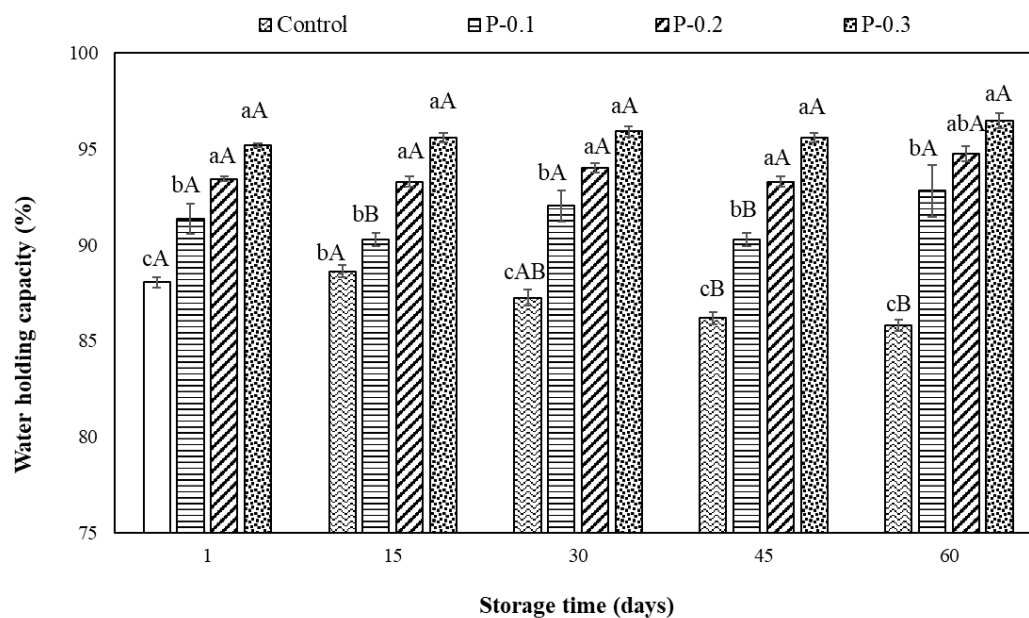 Control P-0.1 P-0.2 P-0.3
100
95
90
85
80
75
Water holding capacity (%)
cA bA aA aA
bA bB aA aA
cAB bA aA aA
cB bB aA aA
cB bA abA aA
1 15 30 45 60
Storage time (days)